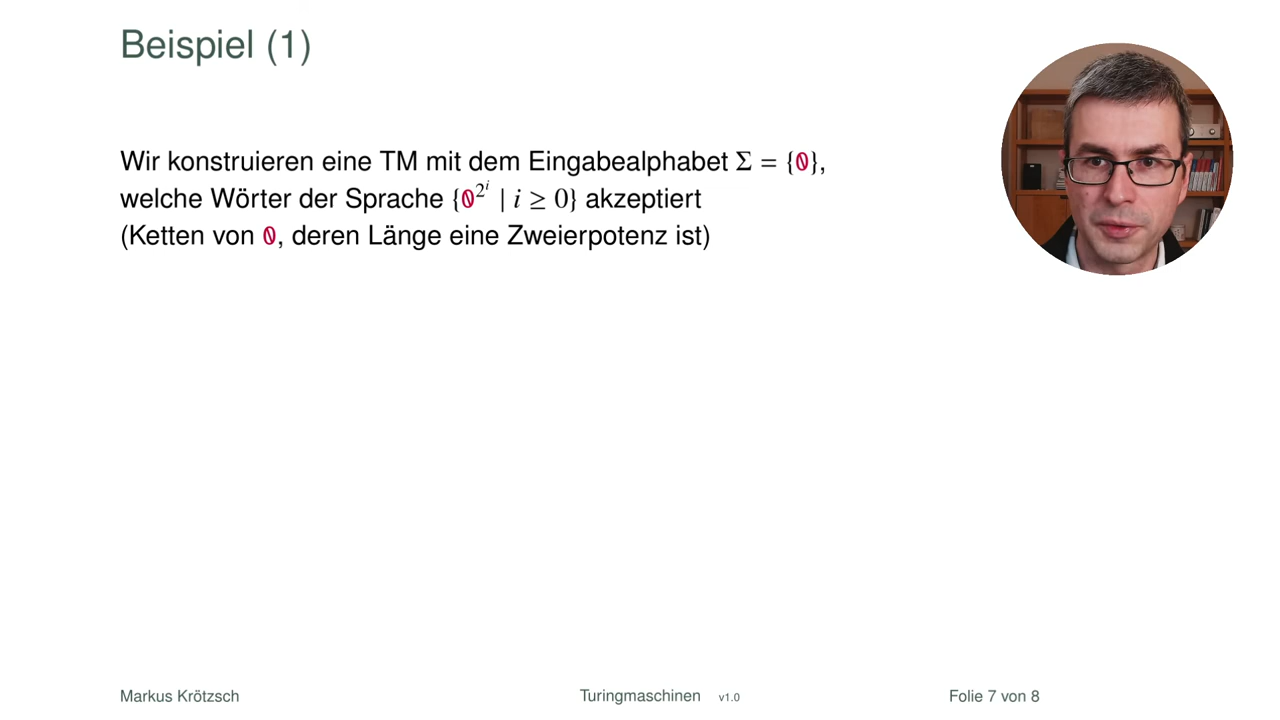 Beispiel (1)
Wir konstruieren eine TM mit dem Eingabealphabet Σ = {0},
welche Wörter der Sprache {0^{2^i} | i ≥ 0} akzeptiert
(Ketten von 0, deren Länge eine Zweierpotenz ist)
Markus Krötzsch Turingmaschinen v1.0 Folie 7 von 8